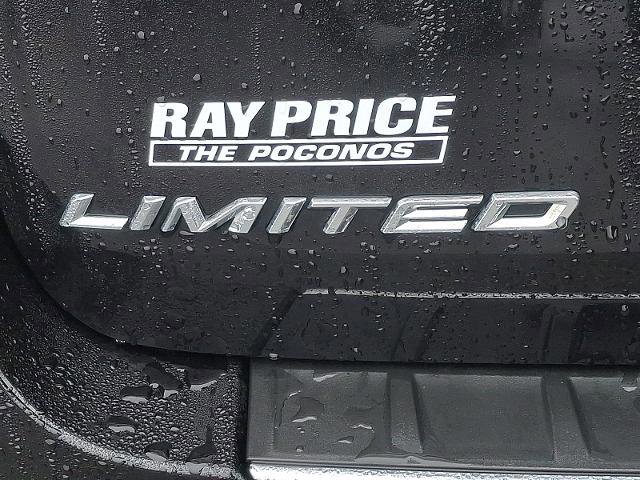 RAY PRICE
THE POCONOS
LIMITED